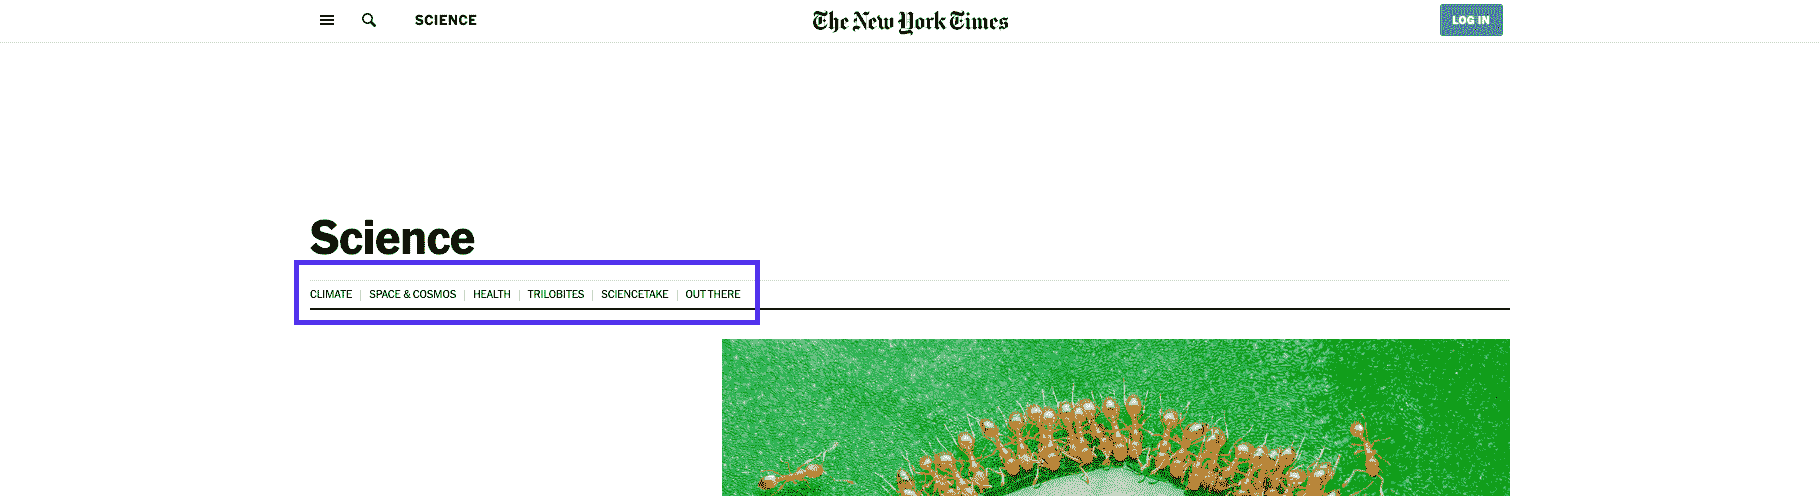 SCIENCE The New York Times LOG IN
Science
CLIMATE | SPACE & COSMOS | HEALTH | TRILOBITES | SCIENCETAKE | OUT THERE